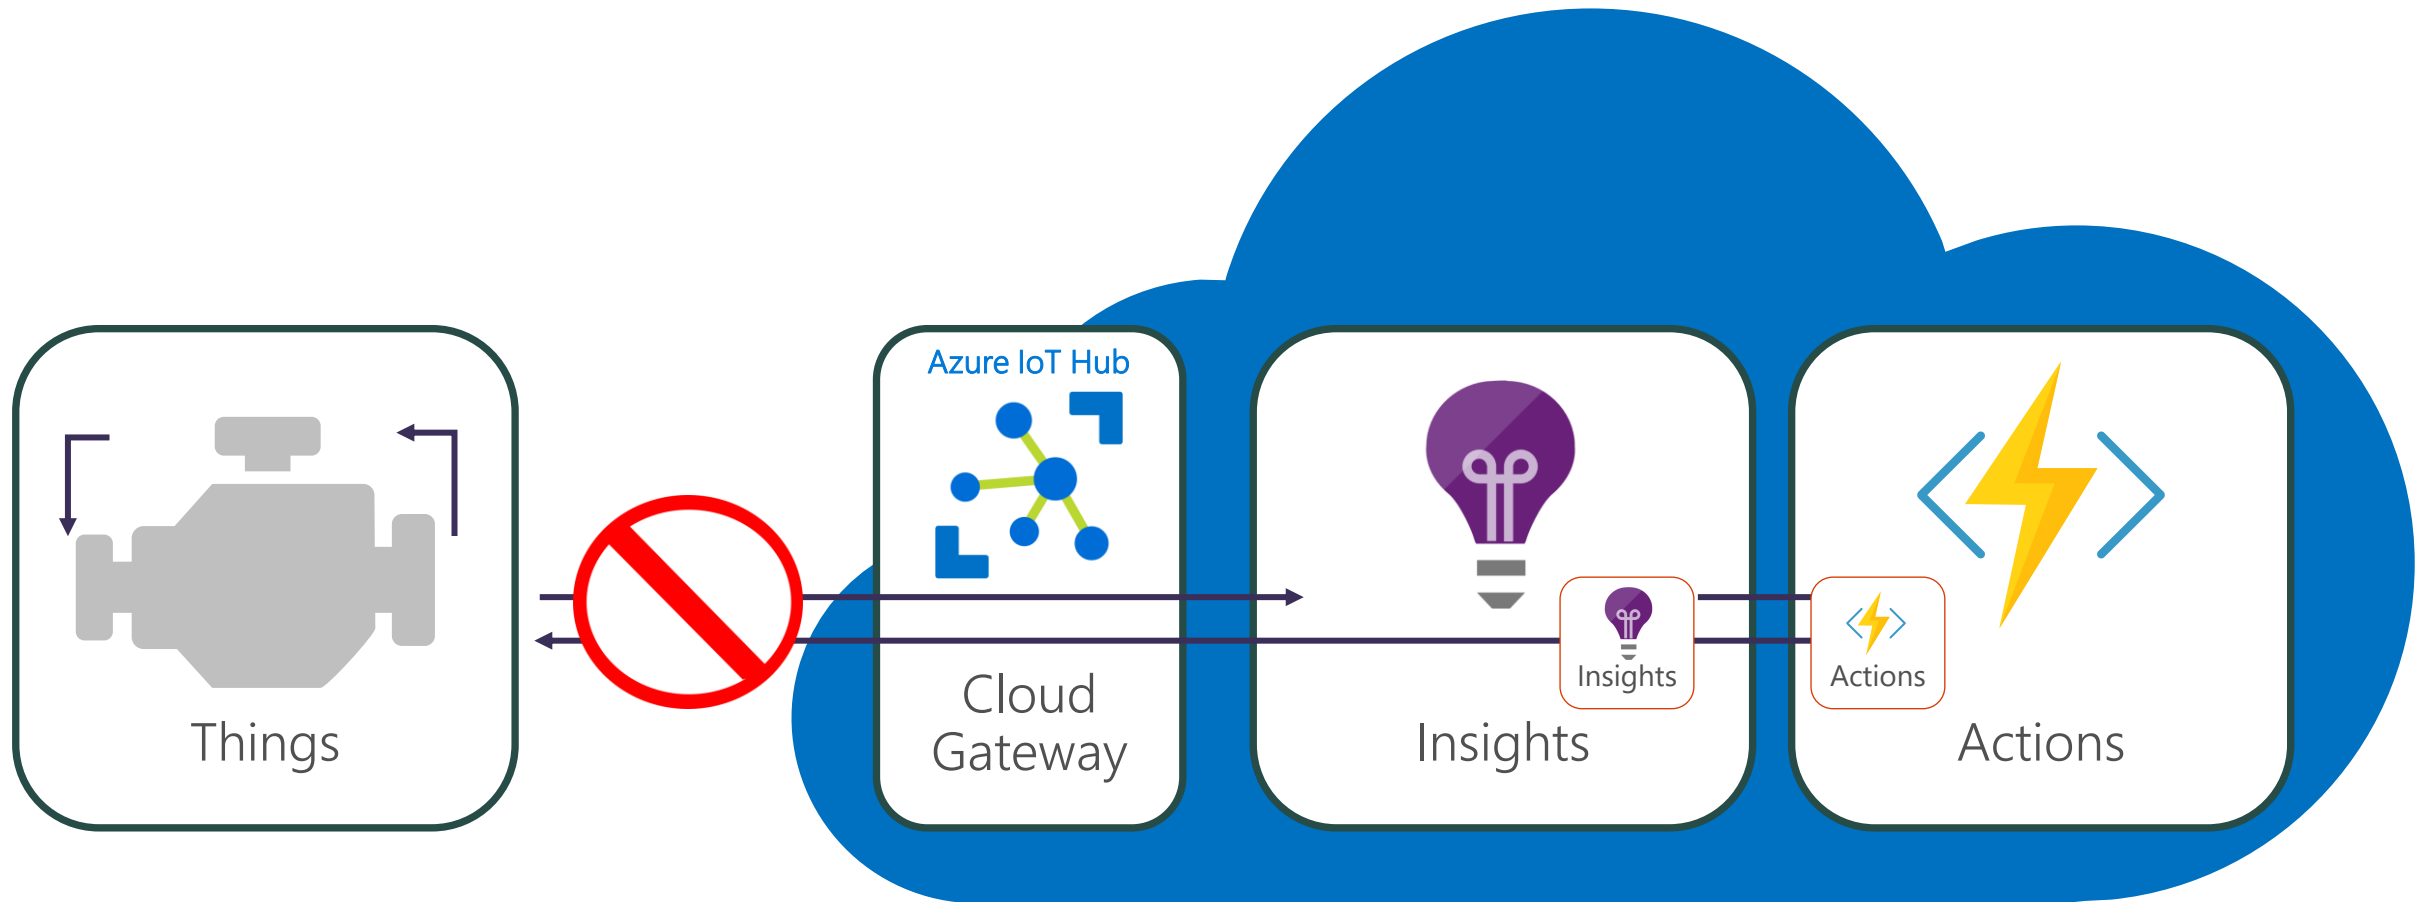 Azure IoT Hub
Things
Cloud
Gateway
Insights
Insights
Actions
Actions